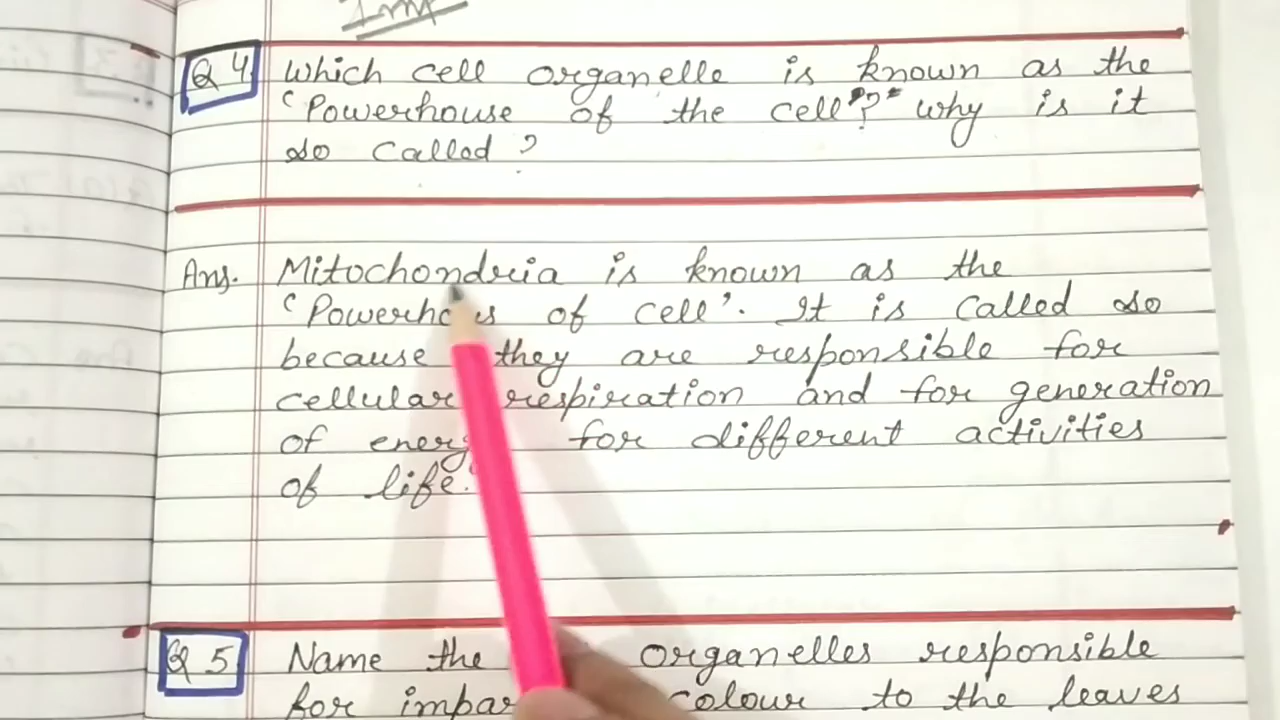 Imp
Q 4 Which cell organelle is known as the
'Powerhouse of the cell"?" why is it
so called ?
Ans. Mitochondria is known as the
of cell'. It is called so
because they are responsible for
cellular respiration and for generation
of for different activities
of life.
Q 5 Name the organelles responsible
for colour to the leaves